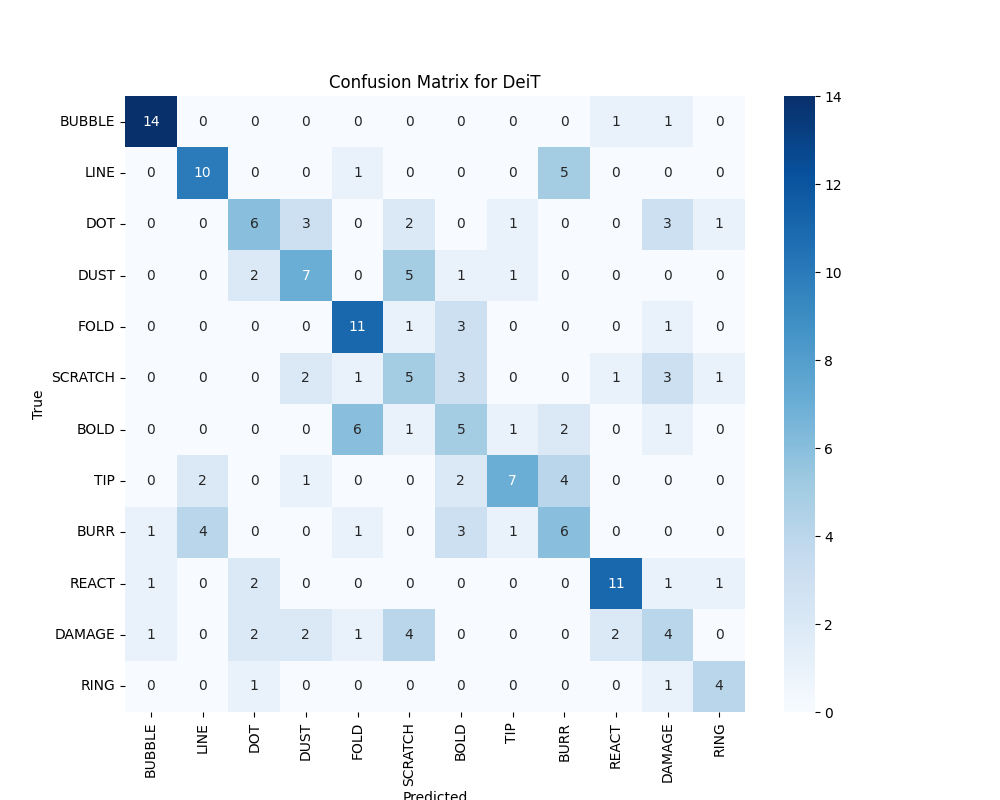 Confusion Matrix for DeiT
BUBBLE 14 0 0 0 0 0 0 0 0 1 1 0
LINE 0 10 0 0 1 0 0 0 5 0 0 0
DOT 0 0 6 3 0 2 0 1 0 0 3 1
DUST 0 0 2 7 0 5 1 1 0 0 0 0
FOLD 0 0 0 0 11 1 3 0 0 0 1 0
SCRATCH 0 0 0 2 1 5 3 0 0 1 3 1
BOLD 0 0 0 0 6 1 5 1 2 0 1 0
TIP 0 2 0 1 0 0 2 7 4 0 0 0
BURR 1 4 0 0 1 0 3 1 6 0 0 0
REACT 1 0 2 0 0 0 0 0 0 11 1 1
DAMAGE 1 0 2 2 1 4 0 0 0 2 4 0
RING 0 0 1 0 0 0 0 0 0 0 1 4
True
BUBBLE LINE DOT DUST FOLD SCRATCH BOLD TIP BURR REACT DAMAGE RING
Predicted
14
12
10
8
6
4
2
0